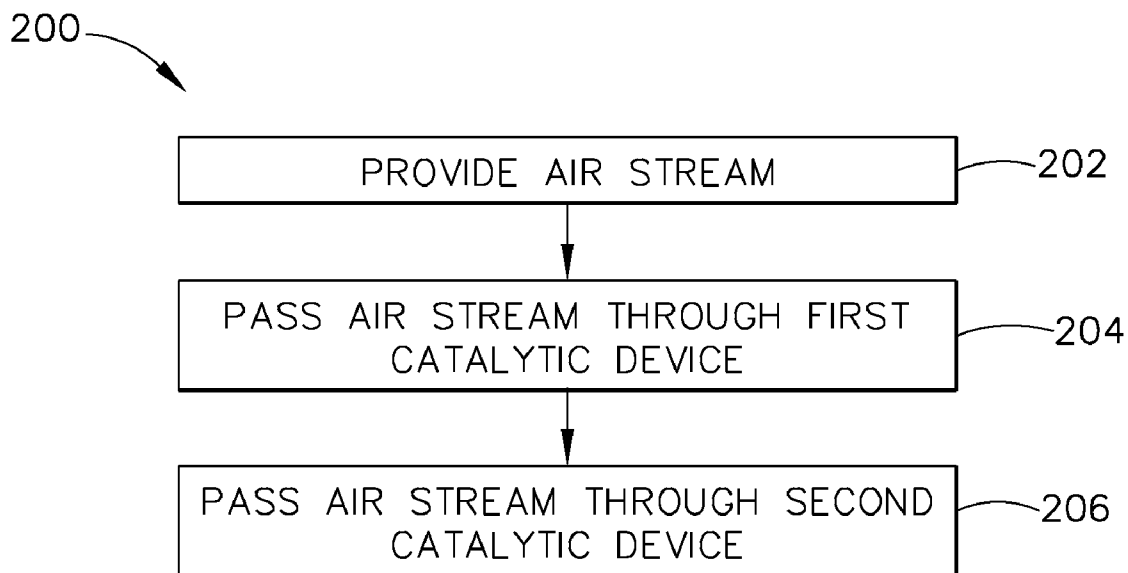 200
PROVIDE AIR STREAM
202
PASS AIR STREAM THROUGH FIRST
CATALYTIC DEVICE
204
PASS AIR STREAM THROUGH SECOND
CATALYTIC DEVICE
206